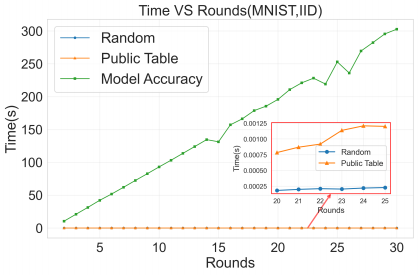 Time VS Rounds(MNIST,IID)
Random
Public Table
Model Accuracy
300
250
200
150
100
50
0
Time(s)
5
10
15
20
25
30
Rounds
0.00125
0.00100
0.00075
0.00050
0.00025
Time(s)
Random
Public Table
20
21
22
23
24
25
Rounds